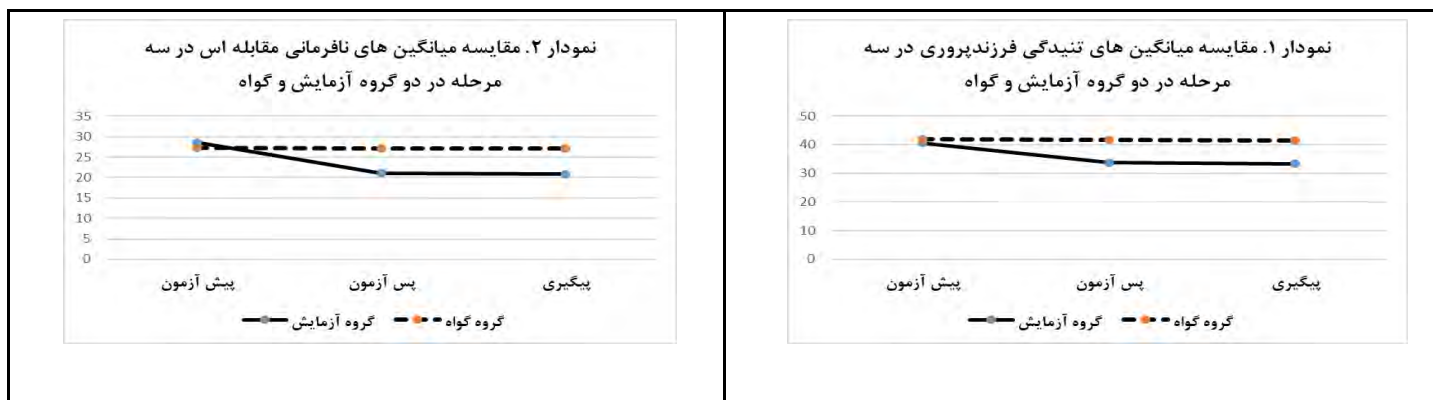 نمودار ۱. مقایسه میانگین های تنیدگی فرزندپروری در سه
مرحله در دو گروه آزمایش و گواه
50
40
30
20
10
0
پیش آزمون
پس آزمون
پیگیری
گروه آزمایش
گروه گواه
نمودار ۲. مقایسه میانگین های نافرمانی مقابله اس در سه
مرحله در دو گروه آزمایش و گواه
35
30
25
20
15
10
5
0
پیش آزمون
پس آزمون
پیگیری
گروه آزمایش
گروه گواه